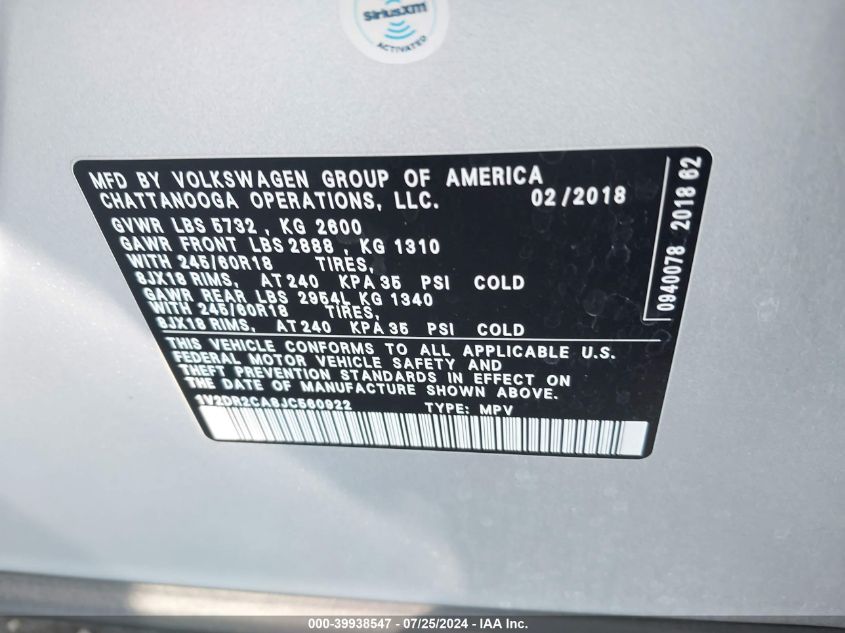 SiriusXM
ACTIVATED
MFD BY VOLKSWAGEN GROUP OF AMERICA
CHATTANOOGA OPERATIONS, LLC. 02/2018
GVWR LBS 5732 , KG 2600
GAWR FRONT LBS 2888 , KG 1310
WITH 245/60R18 TIRES,
8JX18 RIMS, AT 240 KPA 35 PSI COLD
GAWR REAR LBS 2954L KG 1340
WITH 245/60R18 TIRES,
8JX18 RIMS, AT 240 KPA 35 PSI COLD
THIS VEHICLE CONFORMS TO ALL APPLICABLE U.S.
FEDERAL MOTOR VEHICLE SAFETY AND
THEFT PREVENTION STANDARDS IN EFFECT ON
THE DATE OF MANUFACTURE SHOWN ABOVE.
1V2DR2CA8JC560922 TYPE: MPV
0940078 2018 62
000-39938547 - 07/25/2024 - IAA Inc.